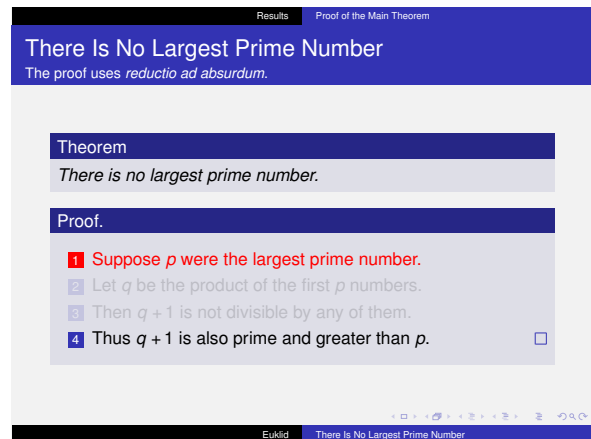 Results Proof of the Main Theorem
There Is No Largest Prime Number
The proof uses reductio ad absurdum.
Theorem
There is no largest prime number.
Proof.
1 Suppose p were the largest prime number.
2 Let q be the product of the first p numbers.
3 Then q + 1 is not divisible by any of them.
4 Thus q + 1 is also prime and greater than p.
Euklid There Is No Largest Prime Number